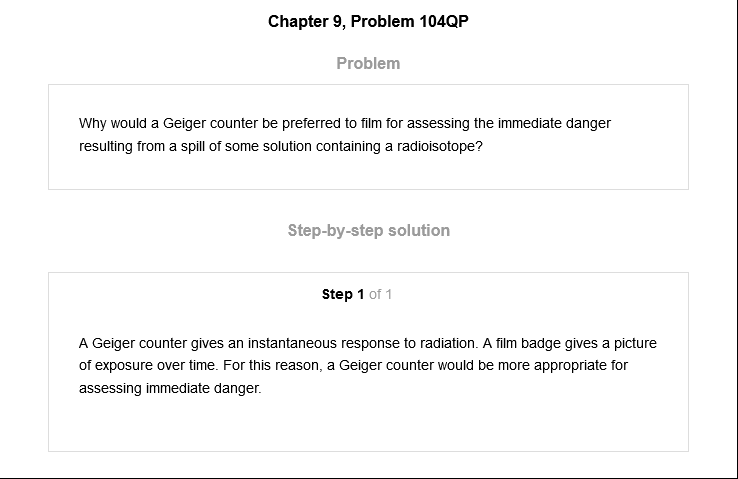 Chapter 9, Problem 104QP
Problem
Why would a Geiger counter be preferred to film for assessing the immediate danger
resulting from a spill of some solution containing a radioisotope?
Step-by-step solution
Step 1 of 1
A Geiger counter gives an instantaneous response to radiation. A film badge gives a picture
of exposure over time. For this reason, a Geiger counter would be more appropriate for
assessing immediate danger.